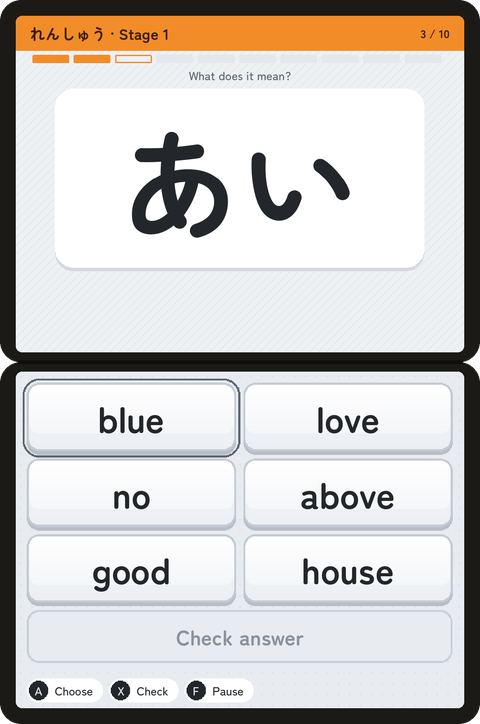 れんしゅう · Stage 1
3 / 10
What does it mean?
あい
blue
love
no
above
good
house
Check answer
A Choose
X Check
F Pause